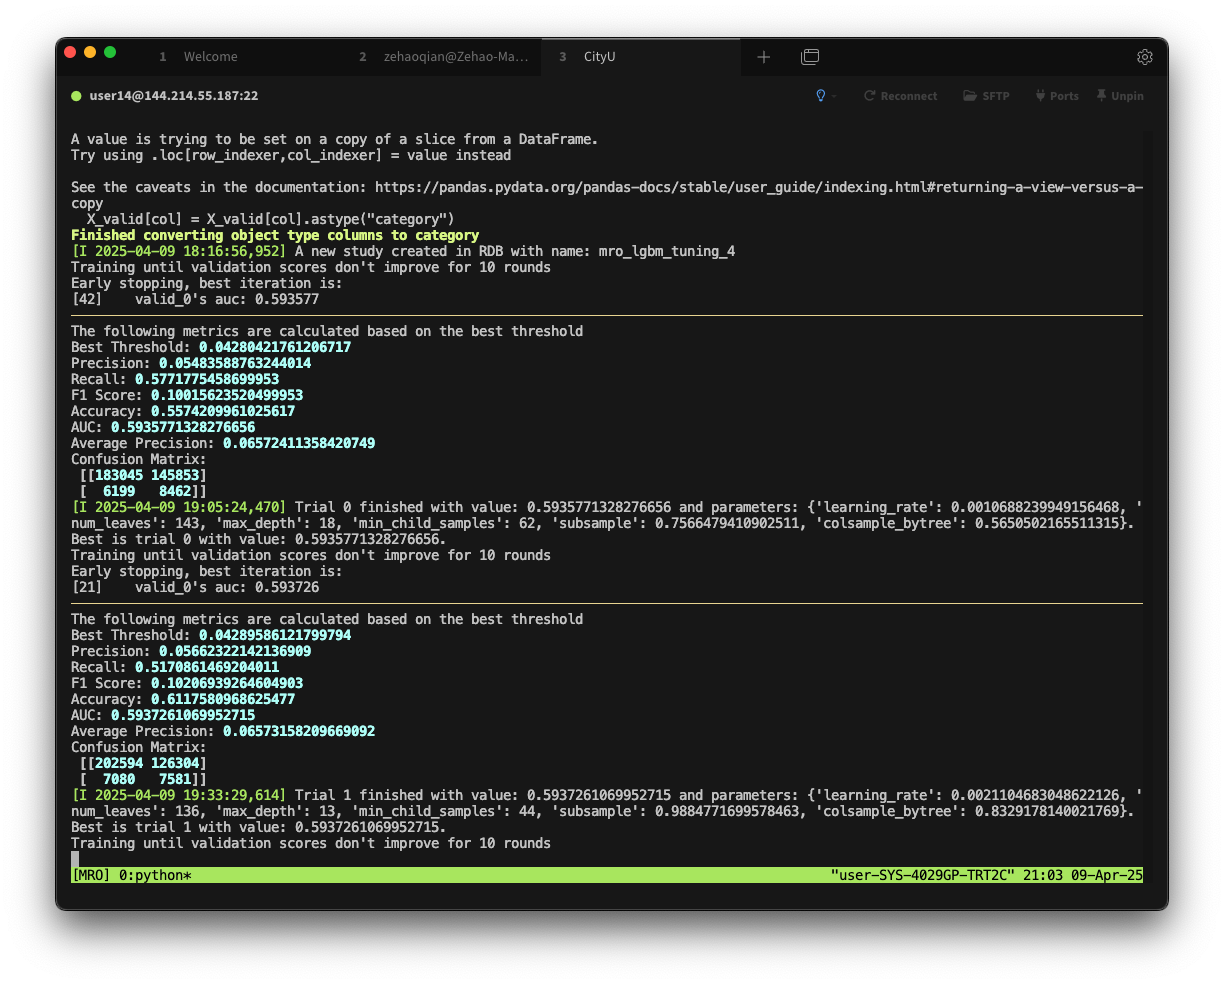 1 Welcome 2 zehaoqian@Zehao-Ma... 3 CityU
user14@144.214.55.187:22 Reconnect SFTP Ports Unpin
A value is trying to be set on a copy of a slice from a DataFrame.
Try using .loc[row_indexer,col_indexer] = value instead
See the caveats in the documentation: https://pandas.pydata.org/pandas-docs/stable/user_guide/indexing.html#returning-a-view-versus-a-
copy
X_valid[col] = X_valid[col].astype("category")
Finished converting object type columns to category
[I 2025-04-09 18:16:56,952] A new study created in RDB with name: mro_lgbm_tuning_4
Training until validation scores don't improve for 10 rounds
Early stopping, best iteration is:
[42] valid_0's auc: 0.593577
The following metrics are calculated based on the best threshold
Best Threshold: 0.04280421761206717
Precision: 0.05483588763244014
Recall: 0.5771775458699953
F1 Score: 0.10015623520499953
Accuracy: 0.5574209961025617
AUC: 0.5935771328276656
Average Precision: 0.06572411358420749
Confusion Matrix:
[[183045 145853]
[ 6199 8462]]
[I 2025-04-09 19:05:24,470] Trial 0 finished with value: 0.5935771328276656 and parameters: {'learning_rate': 0.0010688239949156468, '
num_leaves': 143, 'max_depth': 18, 'min_child_samples': 62, 'subsample': 0.7566479410902511, 'colsample_bytree': 0.5650502165511315}.
Best is trial 0 with value: 0.5935771328276656.
Training until validation scores don't improve for 10 rounds
Early stopping, best iteration is:
[21] valid_0's auc: 0.593726
The following metrics are calculated based on the best threshold
Best Threshold: 0.04289586121799794
Precision: 0.05662322142136909
Recall: 0.5170861469204011
F1 Score: 0.10206939264604903
Accuracy: 0.6117580968625477
AUC: 0.5937261069952715
Average Precision: 0.06573158209669092
Confusion Matrix:
[[202594 126304]
[ 7080 7581]]
[I 2025-04-09 19:33:29,614] Trial 1 finished with value: 0.5937261069952715 and parameters: {'learning_rate': 0.0021104683048622126, '
num_leaves': 136, 'max_depth': 13, 'min_child_samples': 44, 'subsample': 0.9884771699578463, 'colsample_bytree': 0.8329178140021769}.
Best is trial 1 with value: 0.5937261069952715.
Training until validation scores don't improve for 10 rounds
[MRO] 0:python* "user-SYS-4029GP-TRT2C" 21:03 09-Apr-25